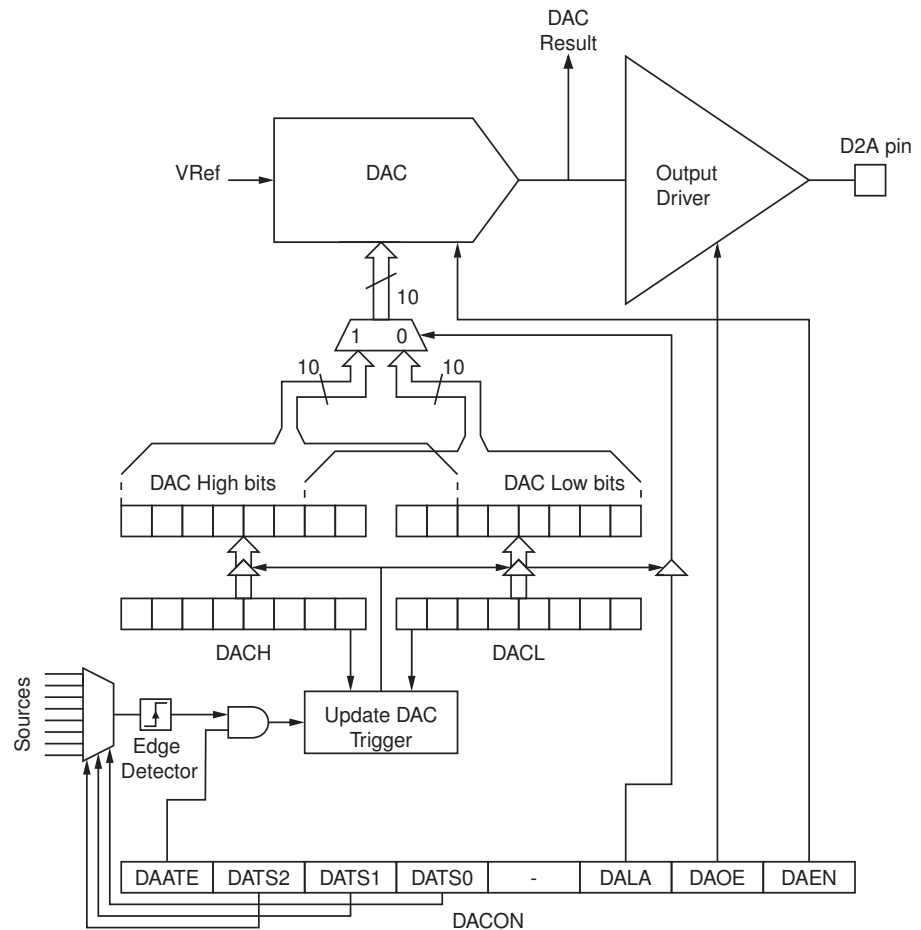 DAC
Result
D2A pin
VRef
DAC
Output
Driver
10
1 0
10 10
DAC High bits DAC Low bits
DACH DACL
Sources
Update DAC
Trigger
Edge
Detector
DAATE DATS2 DATS1 DATS0 - DALA DAOE DAEN
DACON